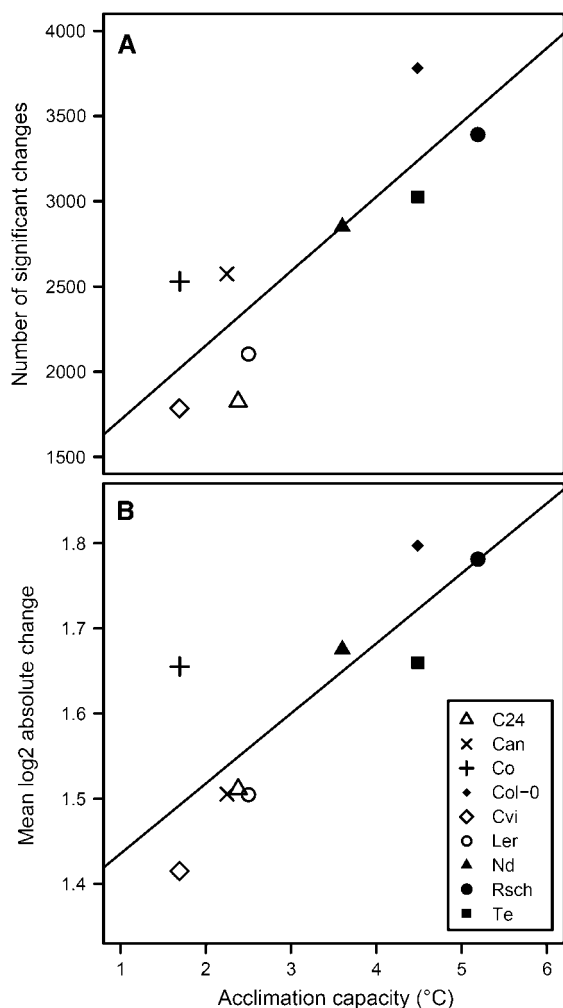 A
4000
3500
3000
2500
2000
1500
Number of significant changes
B
1.8
1.7
1.6
1.5
1.4
Mean log2 absolute change
C24
Can
Co
Col−0
Cvi
Ler
Nd
Rsch
Te
1 2 3 4 5 6
Acclimation capacity (°C)